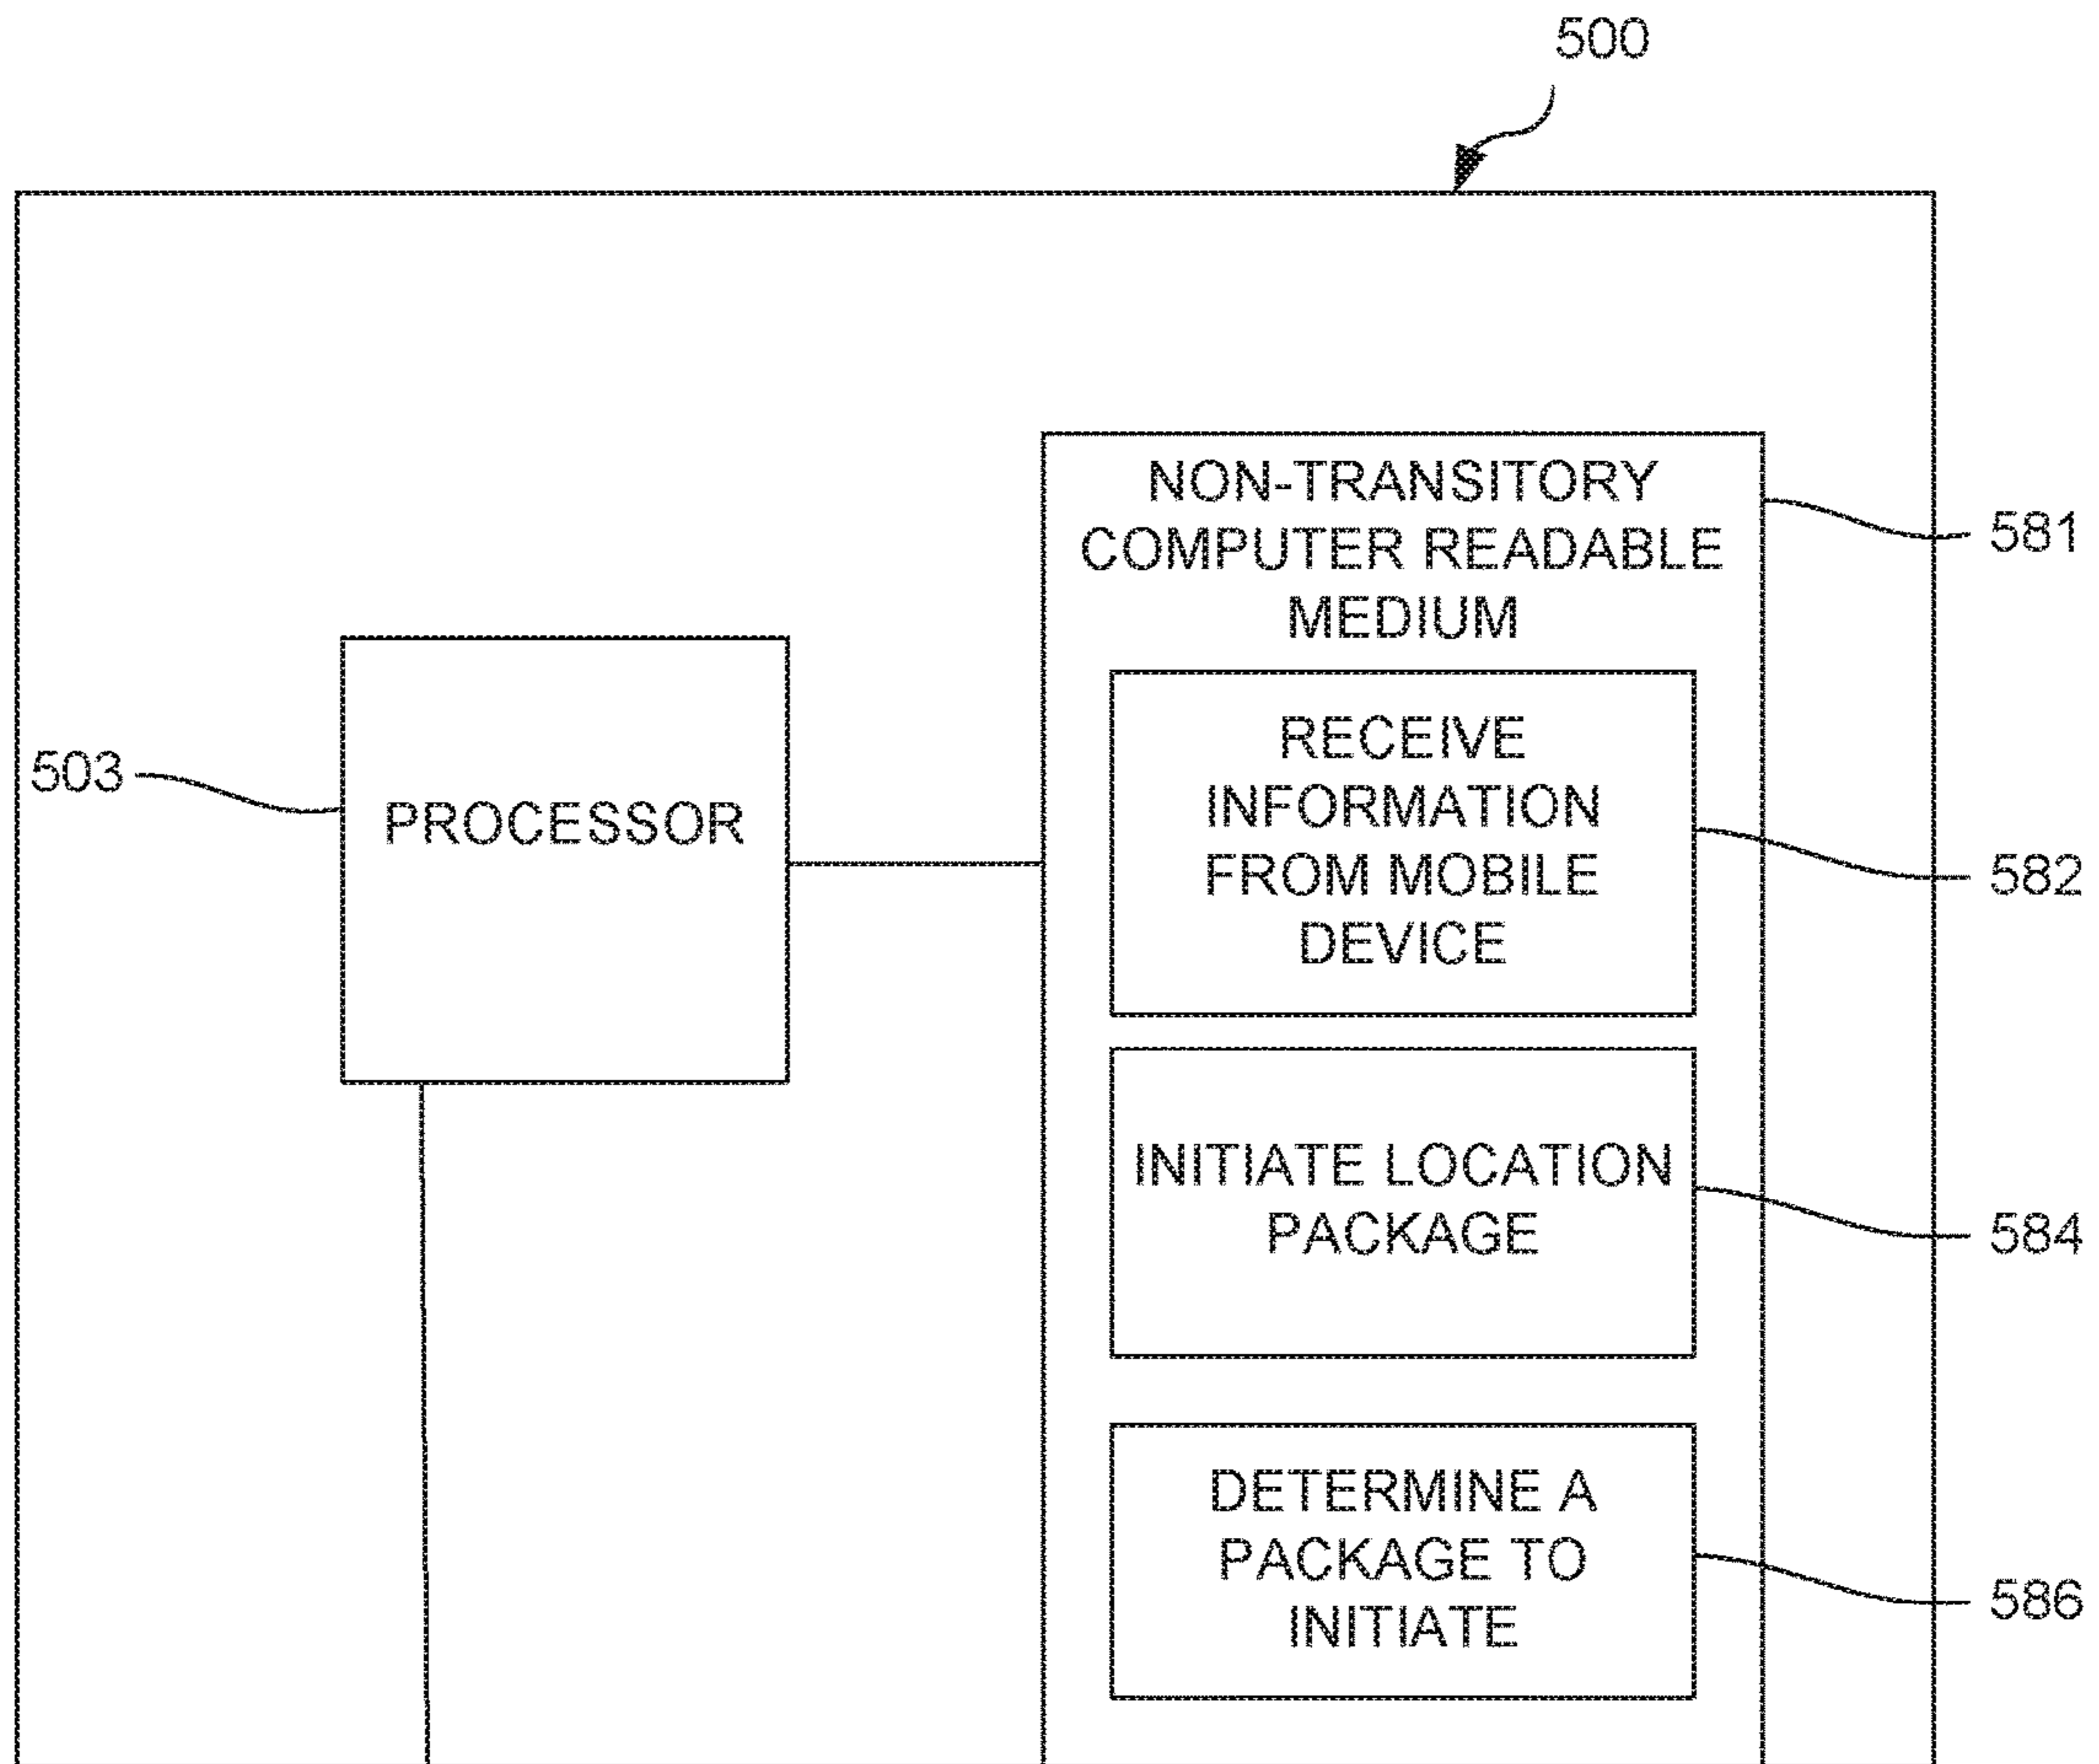 500
NON-TRANSITORY
COMPUTER READABLE
MEDIUM
581
503
PROCESSOR
RECEIVE
INFORMATION
FROM MOBILE
DEVICE
582
INITIATE LOCATION
PACKAGE
584
DETERMINE A
PACKAGE TO
INITIATE
586